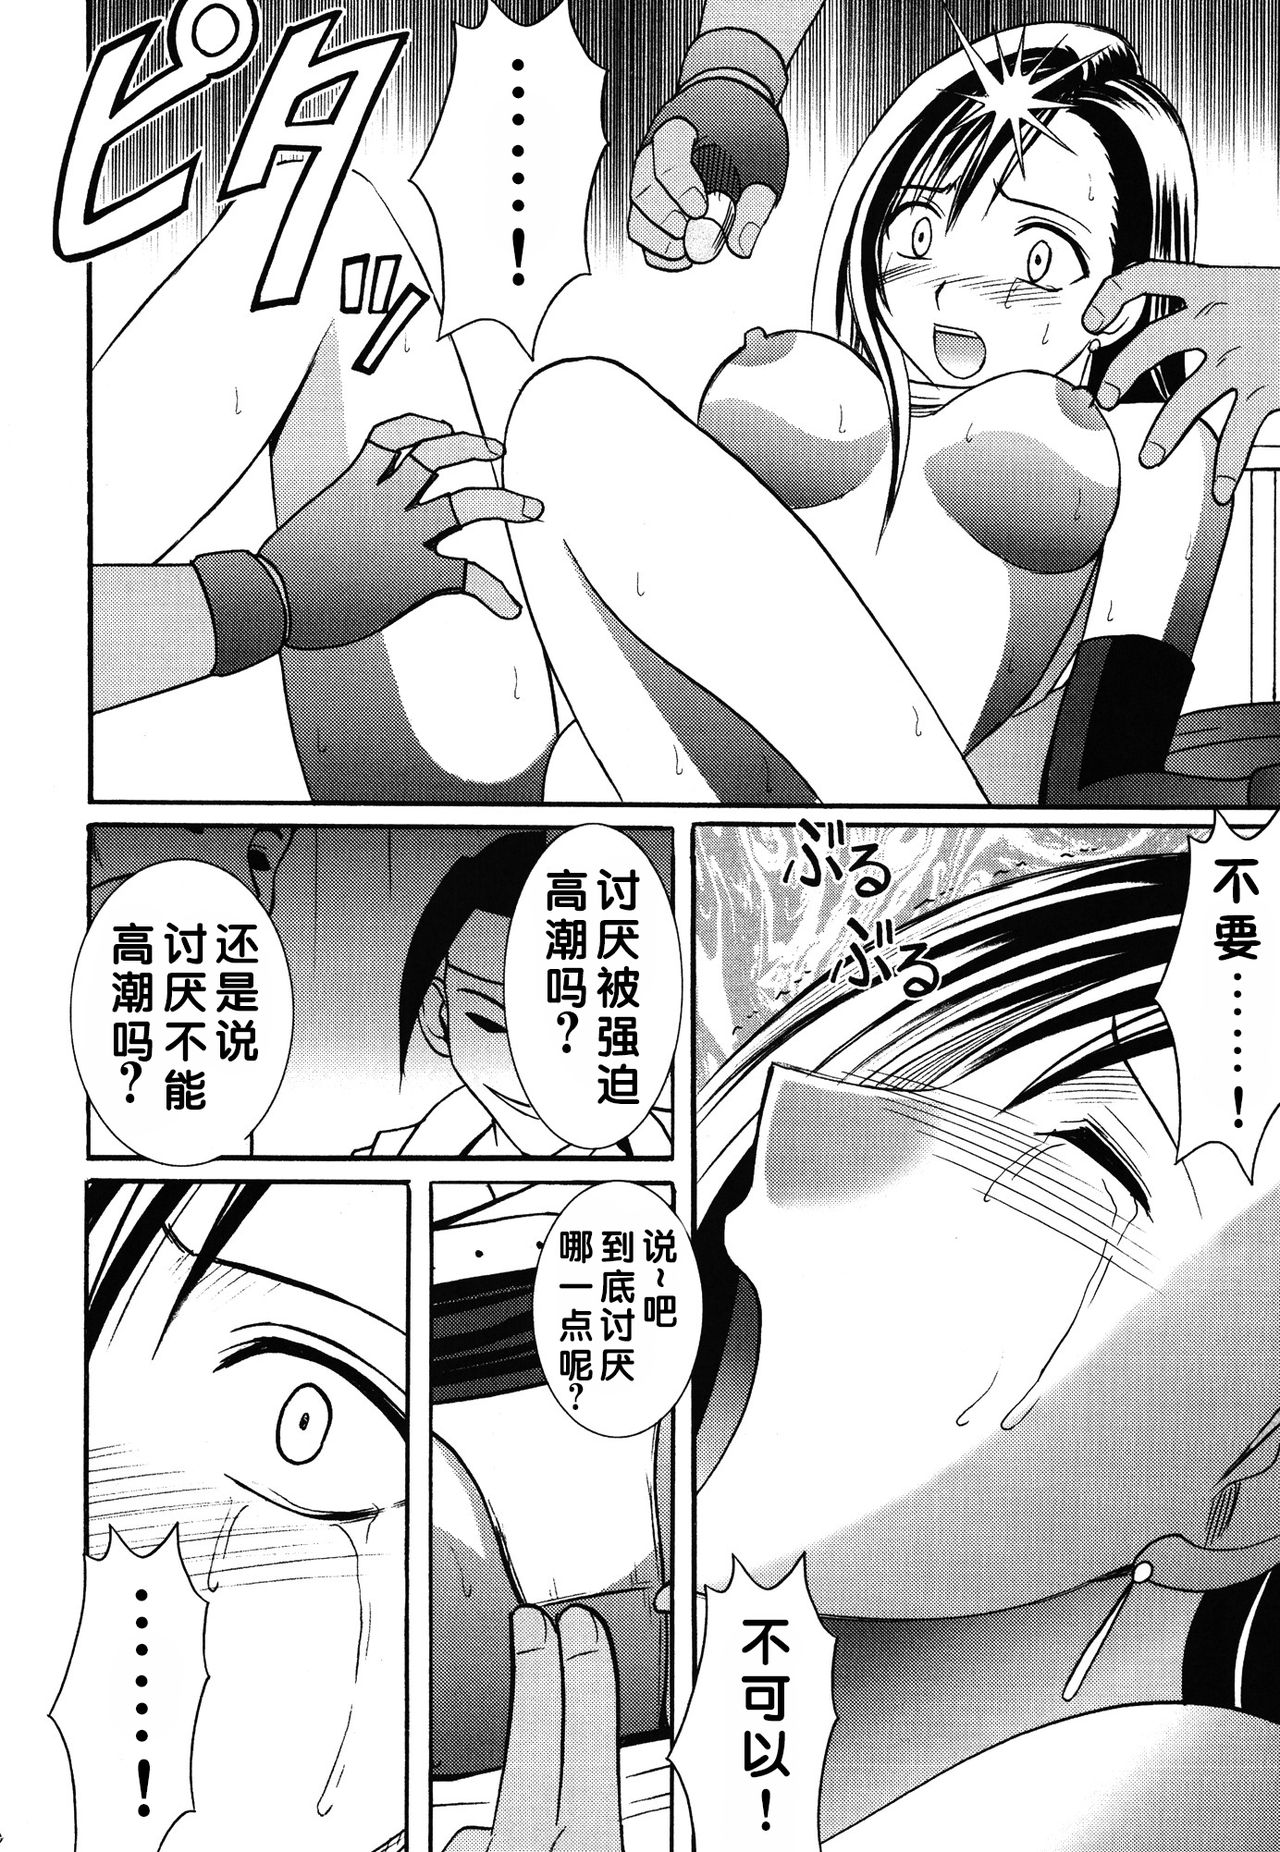 ピタッ
……！
不要……！
ぶる
ぶる
不可以！
讨厌被强迫
高潮吗？
还是说
讨厌不能
高潮吗？
说~吧
到底讨厌
哪一点呢？
……！